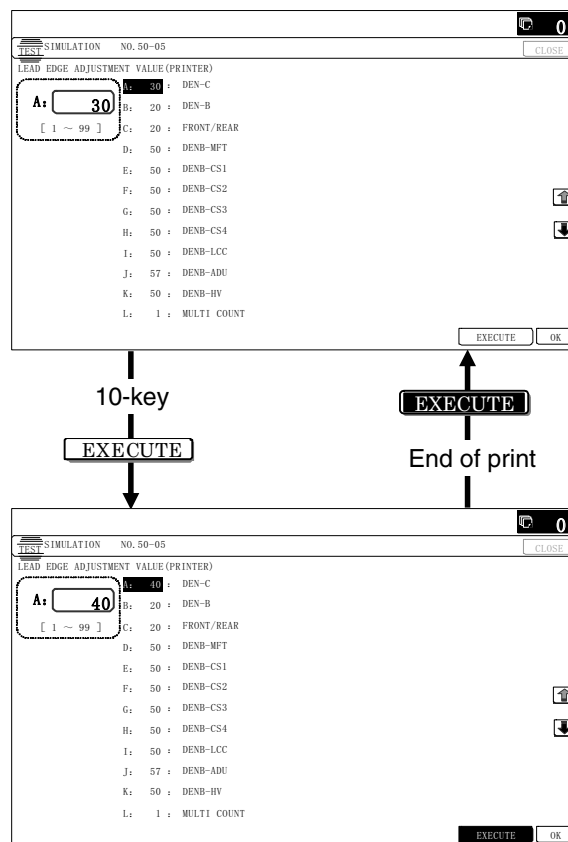 0
TEST SIMULATION NO.50-05
CLOSE
LEAD EDGE ADJUSTMENT VALUE(PRINTER)
A: 30
[ 1 ~ 99 ]
A: 30 : DEN-C
B: 20 : DEN-B
C: 20 : FRONT/REAR
D: 50 : DENB-MFT
E: 50 : DENB-CS1
F: 50 : DENB-CS2
G: 50 : DENB-CS3
H: 50 : DENB-CS4
I: 50 : DENB-LCC
J: 57 : DENB-ADU
K: 50 : DENB-HV
L: 1 : MULTI COUNT
EXECUTE OK
10-key
EXECUTE
EXECUTE
End of print
0
TEST SIMULATION NO.50-05
CLOSE
LEAD EDGE ADJUSTMENT VALUE(PRINTER)
A: 40
[ 1 ~ 99 ]
A: 40 : DEN-C
B: 20 : DEN-B
C: 20 : FRONT/REAR
D: 50 : DENB-MFT
E: 50 : DENB-CS1
F: 50 : DENB-CS2
G: 50 : DENB-CS3
H: 50 : DENB-CS4
I: 50 : DENB-LCC
J: 57 : DENB-ADU
K: 50 : DENB-HV
L: 1 : MULTI COUNT
EXECUTE OK